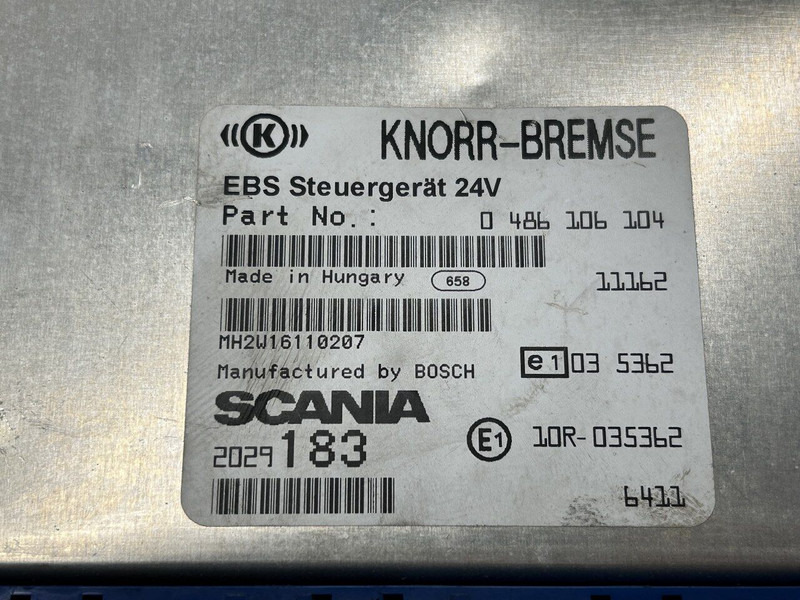 ((K)) KNORR-BREMSE
EBS Steuergerät 24V
Part No.: 0 486 106 104
Made in Hungary 658 11162
MH2W16110207
Manufactured by BOSCH e1 03 5362
SCANIA
2029183 E1 10R-035362
6411